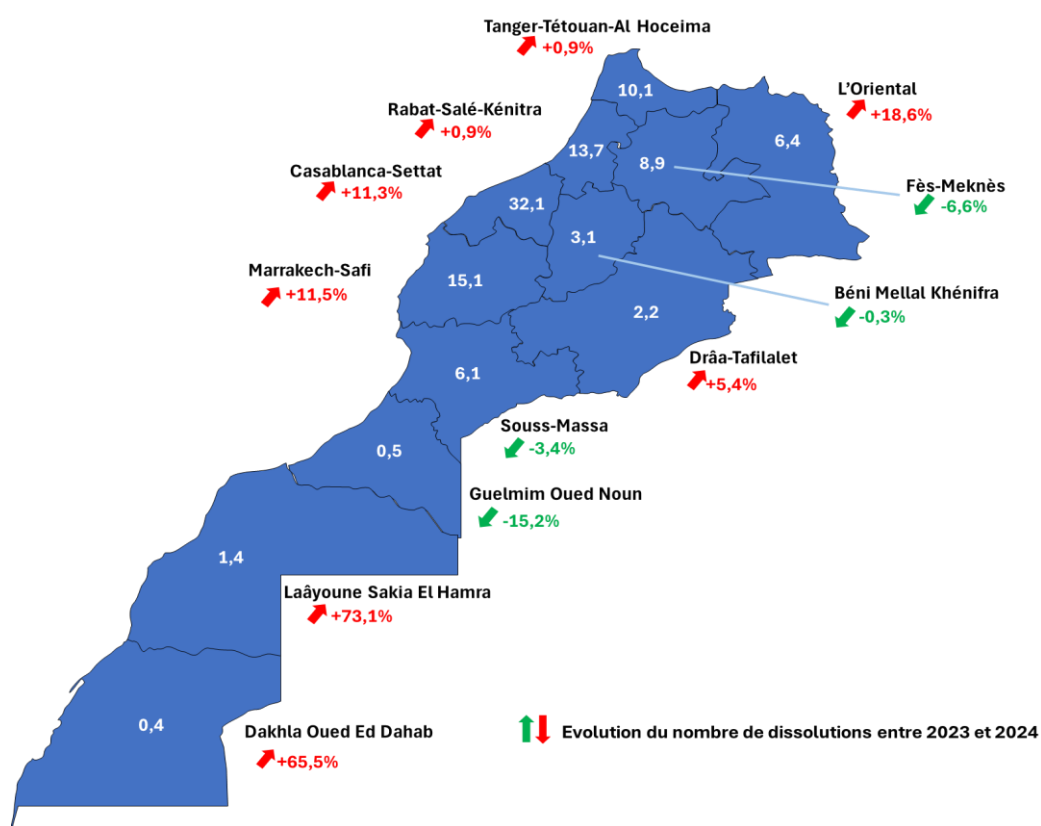 Tanger-Tétouan-Al Hoceima
+0,9%
10,1
L'Oriental
+18,6%
6,4
Rabat-Salé-Kénitra
+0,9%
13,7
8,9
Fès-Meknès
-6,6%
Casablanca-Settat
+11,3%
32,1
3,1
Béni Mellal Khénifra
-0,3%
Marrakech-Safi
+11,5%
15,1
2,2
Drâa-Tafilalet
+5,4%
6,1
Souss-Massa
-3,4%
0,5
Guelmim Oued Noun
-15,2%
1,4
Laâyoune Sakia El Hamra
+73,1%
0,4
Dakhla Oued Ed Dahab
+65,5%
Evolution du nombre de dissolutions entre 2023 et 2024